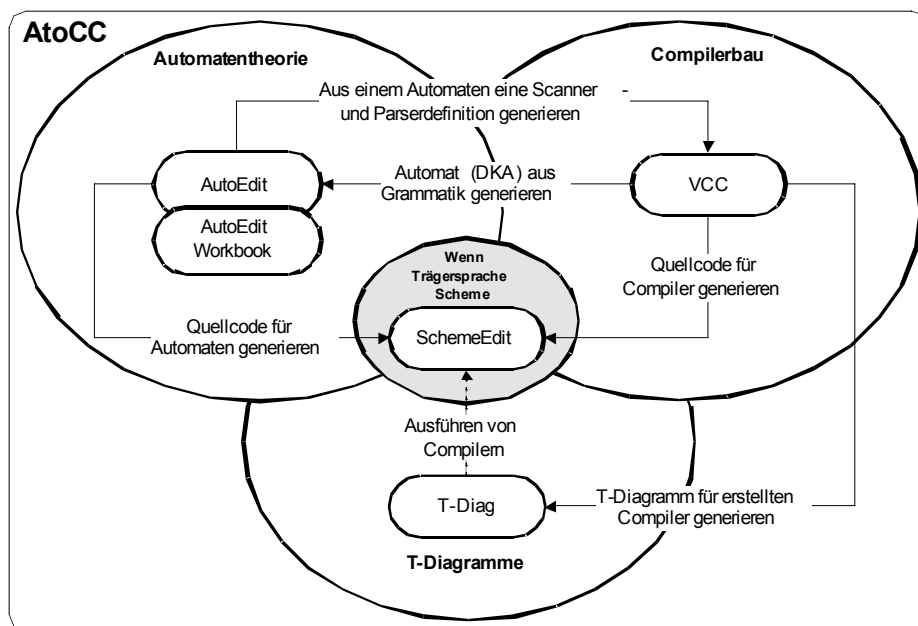 AtoCC
Automatentheorie
Compilerbau
Aus einem Automaten eine Scanner -
und Parserdefinition generieren
AutoEdit
Automat (DKA) aus
Grammatik generieren
VCC
AutoEdit
Workbook
Wenn
Trägersprache
Scheme
Quellcode für
Compiler generieren
Quellcode für
Automaten generieren
SchemeEdit
Ausführen von
Compilern
T-Diag
T-Diagramm für erstellten
Compiler generieren
T-Diagramme